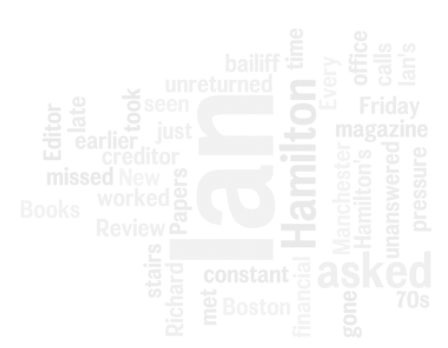 bailiff
time
office
calls
Ian's
Every
unreturned
Editor
late
took
seen
Friday
earlier
just
magazine
creditor
Ian
Hamilton
missed
New
Papers
Manchester
Hamilton's
unanswered
pressure
Books
worked
Review
stairs
Richard
met
constant
Boston
financial
asked
gone
70s